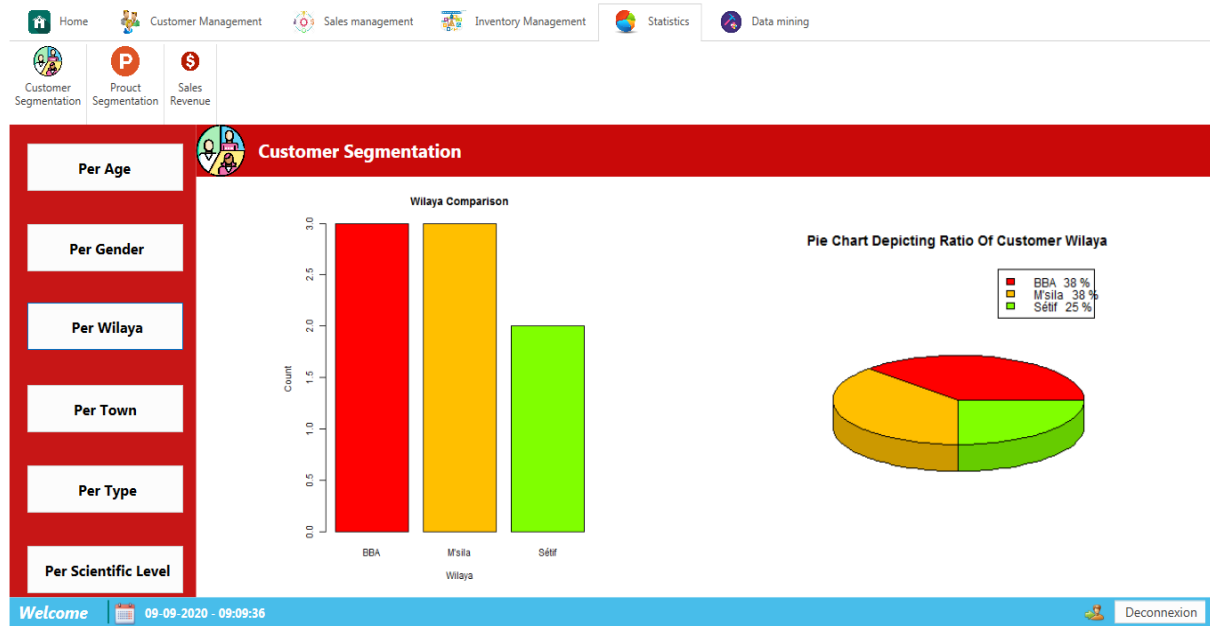 Home
Customer Management
Sales management
Inventory Management
Statistics
Data mining
Customer
Segmentation
P
Prouct
Segmentation
$
Sales
Revenue
Customer Segmentation
Per Age
Per Gender
Per Wilaya
Per Town
Per Type
Per Scientific Level
Wilaya Comparison
3.0
2.5
2.0
1.5
1.0
0.5
0.0
Count
BBA
M'sila
Sétif
Wilaya
Pie Chart Depicting Ratio Of Customer Wilaya
BBA 38 %
M'sila 38 %
Sétif 25 %
Welcome
09-09-2020 - 09:09:36
Deconnexion